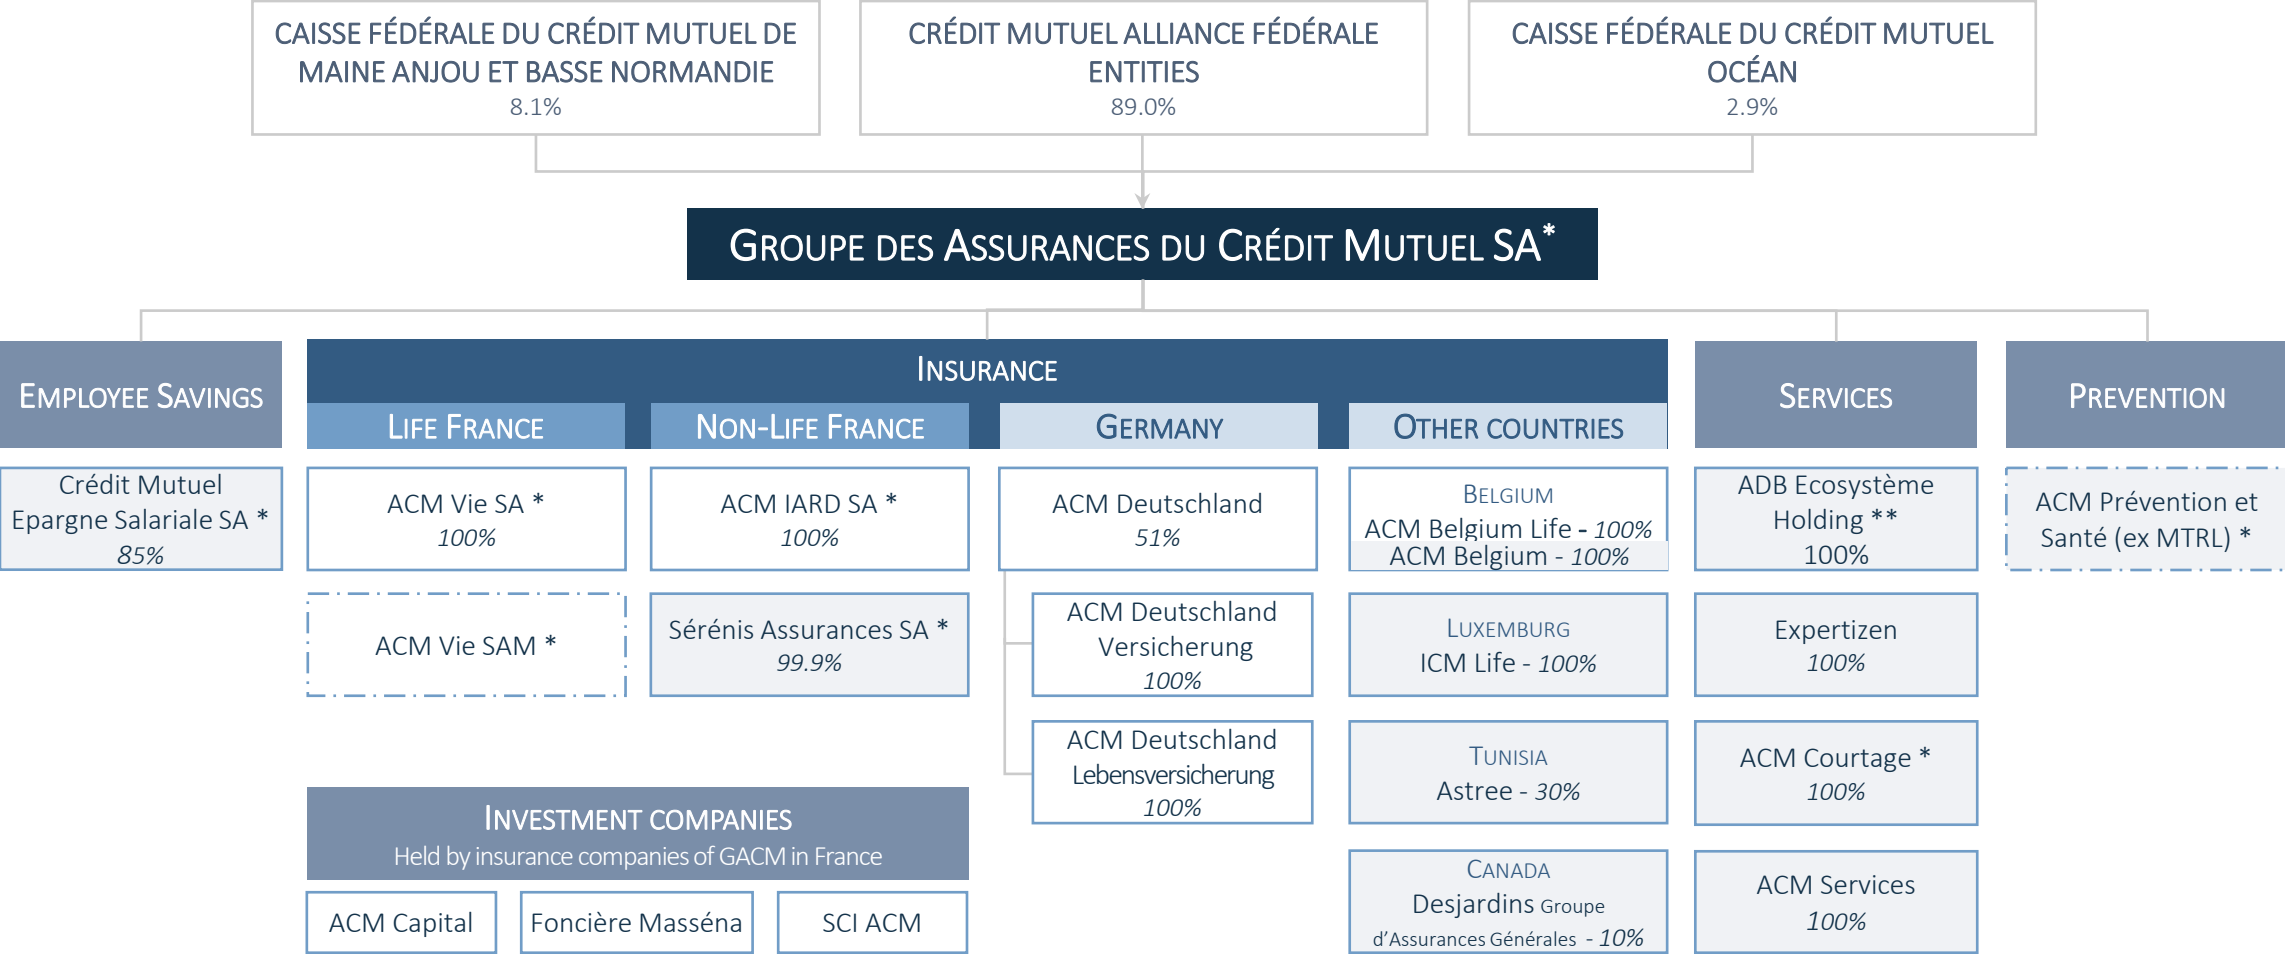 CAISSE FÉDÉRALE DU CRÉDIT MUTUEL DE
MAINE ANJOU ET BASSE NORMANDIE
8.1%
CRÉDIT MUTUEL ALLIANCE FÉDÉRALE
ENTITIES
89.0%
CAISSE FÉDÉRALE DU CRÉDIT MUTUEL
OCÉAN
2.9%
GROUPE DES ASSURANCES DU CRÉDIT MUTUEL SA*
EMPLOYEE SAVINGS
Crédit Mutuel
Epargne Salariale SA *
85%
INSURANCE
LIFE FRANCE
ACM Vie SA *
100%
ACM Vie SAM *
NON-LIFE FRANCE
ACM IARD SA *
100%
Sérénis Assurances SA *
99.9%
GERMANY
ACM Deutschland
51%
ACM Deutschland
Versicherung
100%
ACM Deutschland
Lebensversicherung
100%
OTHER COUNTRIES
BELGIUM
ACM Belgium Life - 100%
ACM Belgium - 100%
LUXEMBURG
ICM Life - 100%
TUNISIA
Astree - 30%
CANADA
Desjardins GROUPE
d'Assurances Générales - 10%
SERVICES
ADB Ecosystème
Holding **
100%
Expertizen
100%
ACM Courtage *
100%
ACM Services
100%
PREVENTION
ACM Prévention et
Santé (ex MTRL) *
INVESTMENT COMPANIES
Held by insurance companies of GACM in France
ACM Capital
Foncière Masséna
SCI ACM